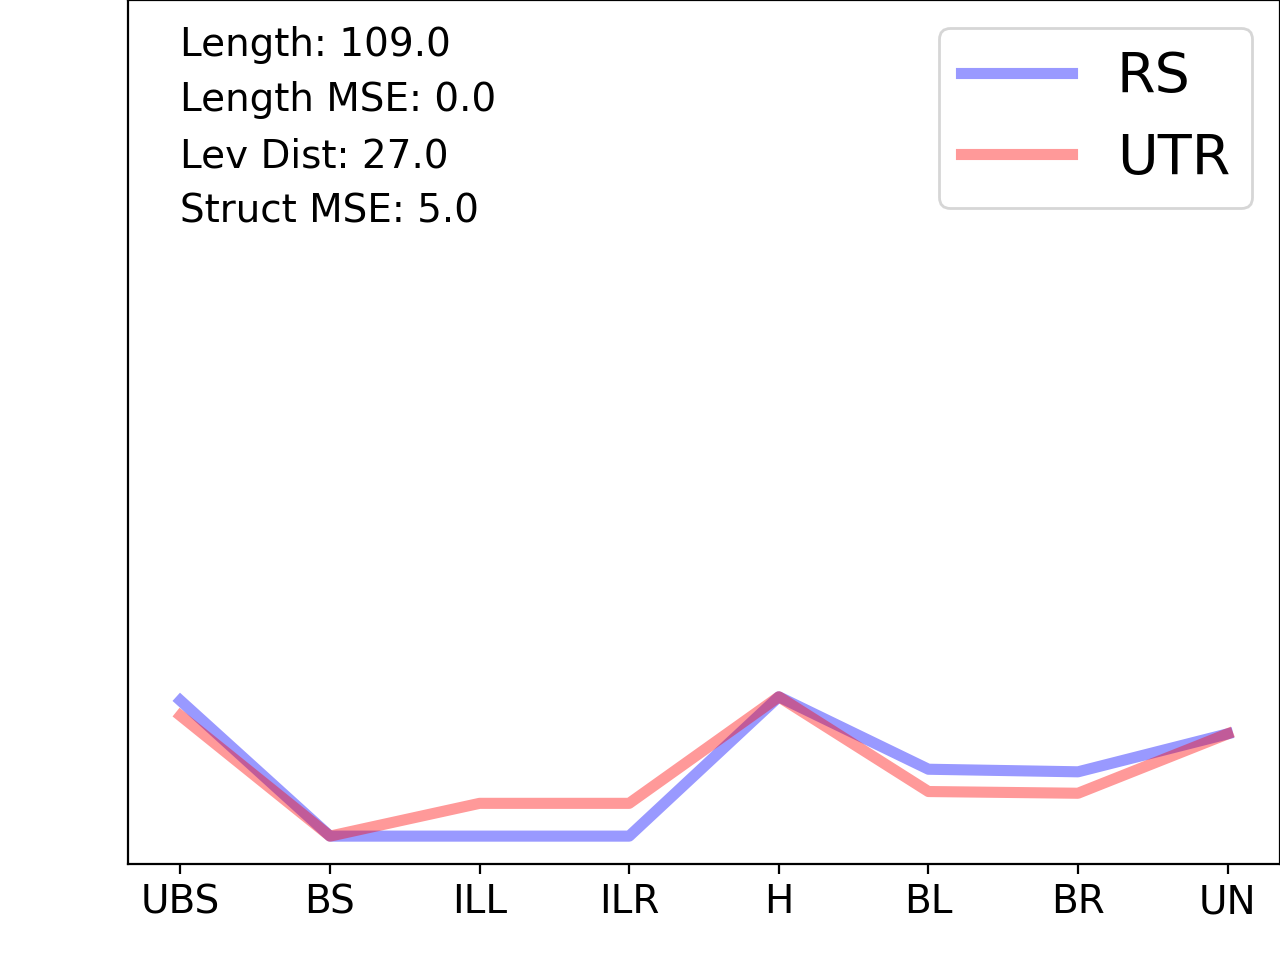 Length: 109.0
Length MSE: 0.0
Lev Dist: 27.0
Struct MSE: 5.0
RS
UTR
UBS BS ILL ILR H BL BR UN